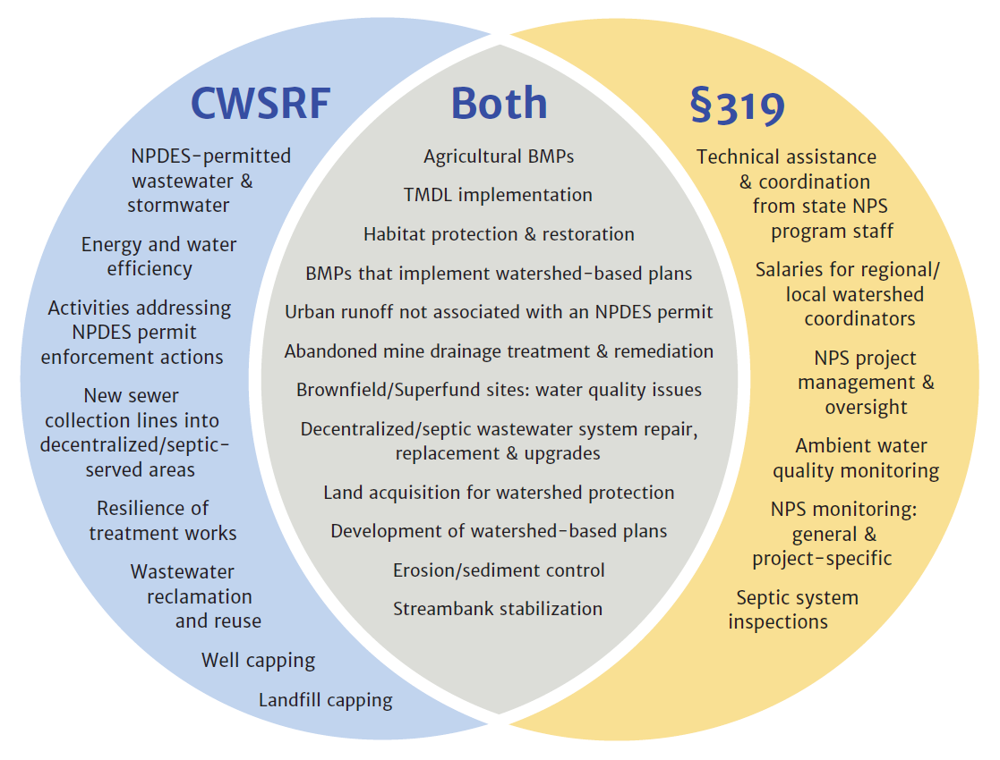 CWSRF
NPDES-permitted
wastewater &
stormwater
Energy and water
efficiency
Activities addressing
NPDES permit
enforcement actions
New sewer
collection lines into
decentralized/septic-
served areas
Resilience of
treatment works
Wastewater
reclamation
and reuse
Well capping
Landfill capping
Both
Agricultural BMPs
TMDL implementation
Habitat protection & restoration
BMPs that implement watershed-based plans
Urban runoff not associated with an NPDES permit
Abandoned mine drainage treatment & remediation
Brownfield/Superfund sites: water quality issues
Decentralized/septic wastewater system repair,
replacement & upgrades
Land acquisition for watershed protection
Development of watershed-based plans
Erosion/sediment control
Streambank stabilization
§319
Technical assistance
& coordination
from state NPS
program staff
Salaries for regional/
local watershed
coordinators
NPS project
management &
oversight
Ambient water
quality monitoring
NPS monitoring:
general &
project-specific
Septic system
inspections